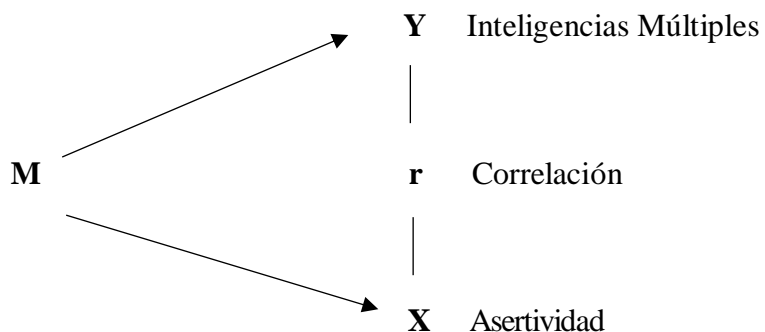 Y Inteligencias Múltiples
M
r Correlación
X Asertividad